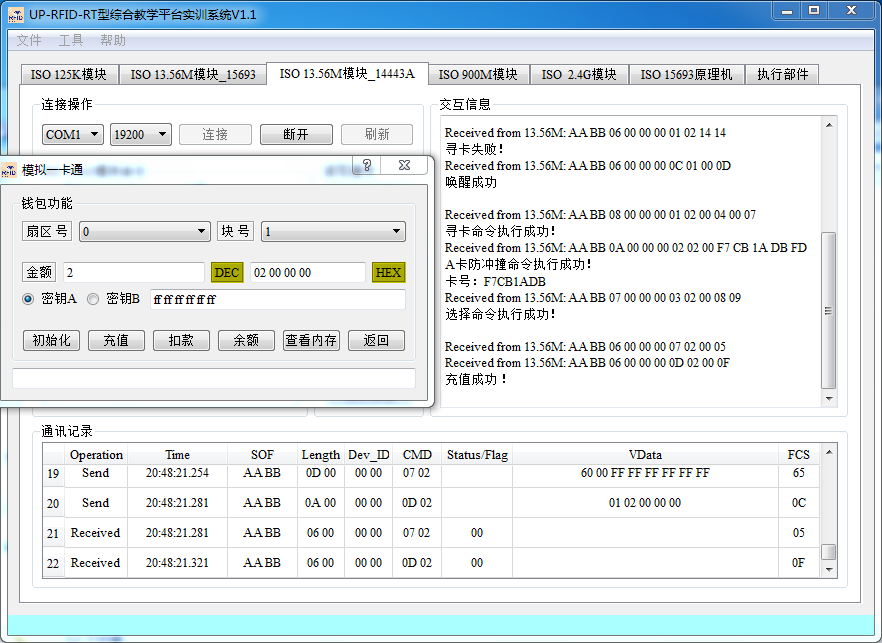 UP-RFID-RT型综合教学平台实训系统V1.1
文件 工具 帮助
ISO 125K模块 ISO 13.56M模块_15693 ISO 13.56M模块_14443A ISO 900M模块 ISO 2.4G模块 ISO 15693原理机 执行部件
连接操作
COM1 19200 连接 断开 刷新
模拟一卡通
钱包功能
扇区 号 0 块 号 1
金额 2 DEC 02 00 00 00 HEX
密钥A 密钥B ffffffffffff
初始化 充值 扣款 余额 查看内存 返回
交互信息
Received from 13.56M: AA BB 06 00 00 00 01 02 14 14
寻卡失败!
Received from 13.56M: AA BB 06 00 00 00 0C 01 00 0D
唤醒成功
Received from 13.56M: AA BB 08 00 00 00 01 02 00 04 00 07
寻卡命令执行成功!
Received from 13.56M: AA BB 0A 00 00 00 02 02 00 F7 CB 1A DB FD
A卡防冲撞命令执行成功!
卡号: F7CB1ADB
Received from 13.56M: AA BB 07 00 00 00 03 02 00 08 09
选择命令执行成功!
Received from 13.56M: AA BB 06 00 00 00 07 02 00 05
Received from 13.56M: AA BB 06 00 00 00 0D 02 00 0F
充值成功!
通讯记录
Operation Time SOF Length Dev_ID CMD Status/Flag VData FCS
19 Send 20:48:21.254 AA BB 0D 00 00 00 07 02 60 00 FF FF FF FF FF FF 65
20 Send 20:48:21.281 AA BB 0A 00 00 00 0D 02 01 02 00 00 00 0C
21 Received 20:48:21.281 AA BB 06 00 00 00 07 02 00 05
22 Received 20:48:21.321 AA BB 06 00 00 00 0D 02 00 0F